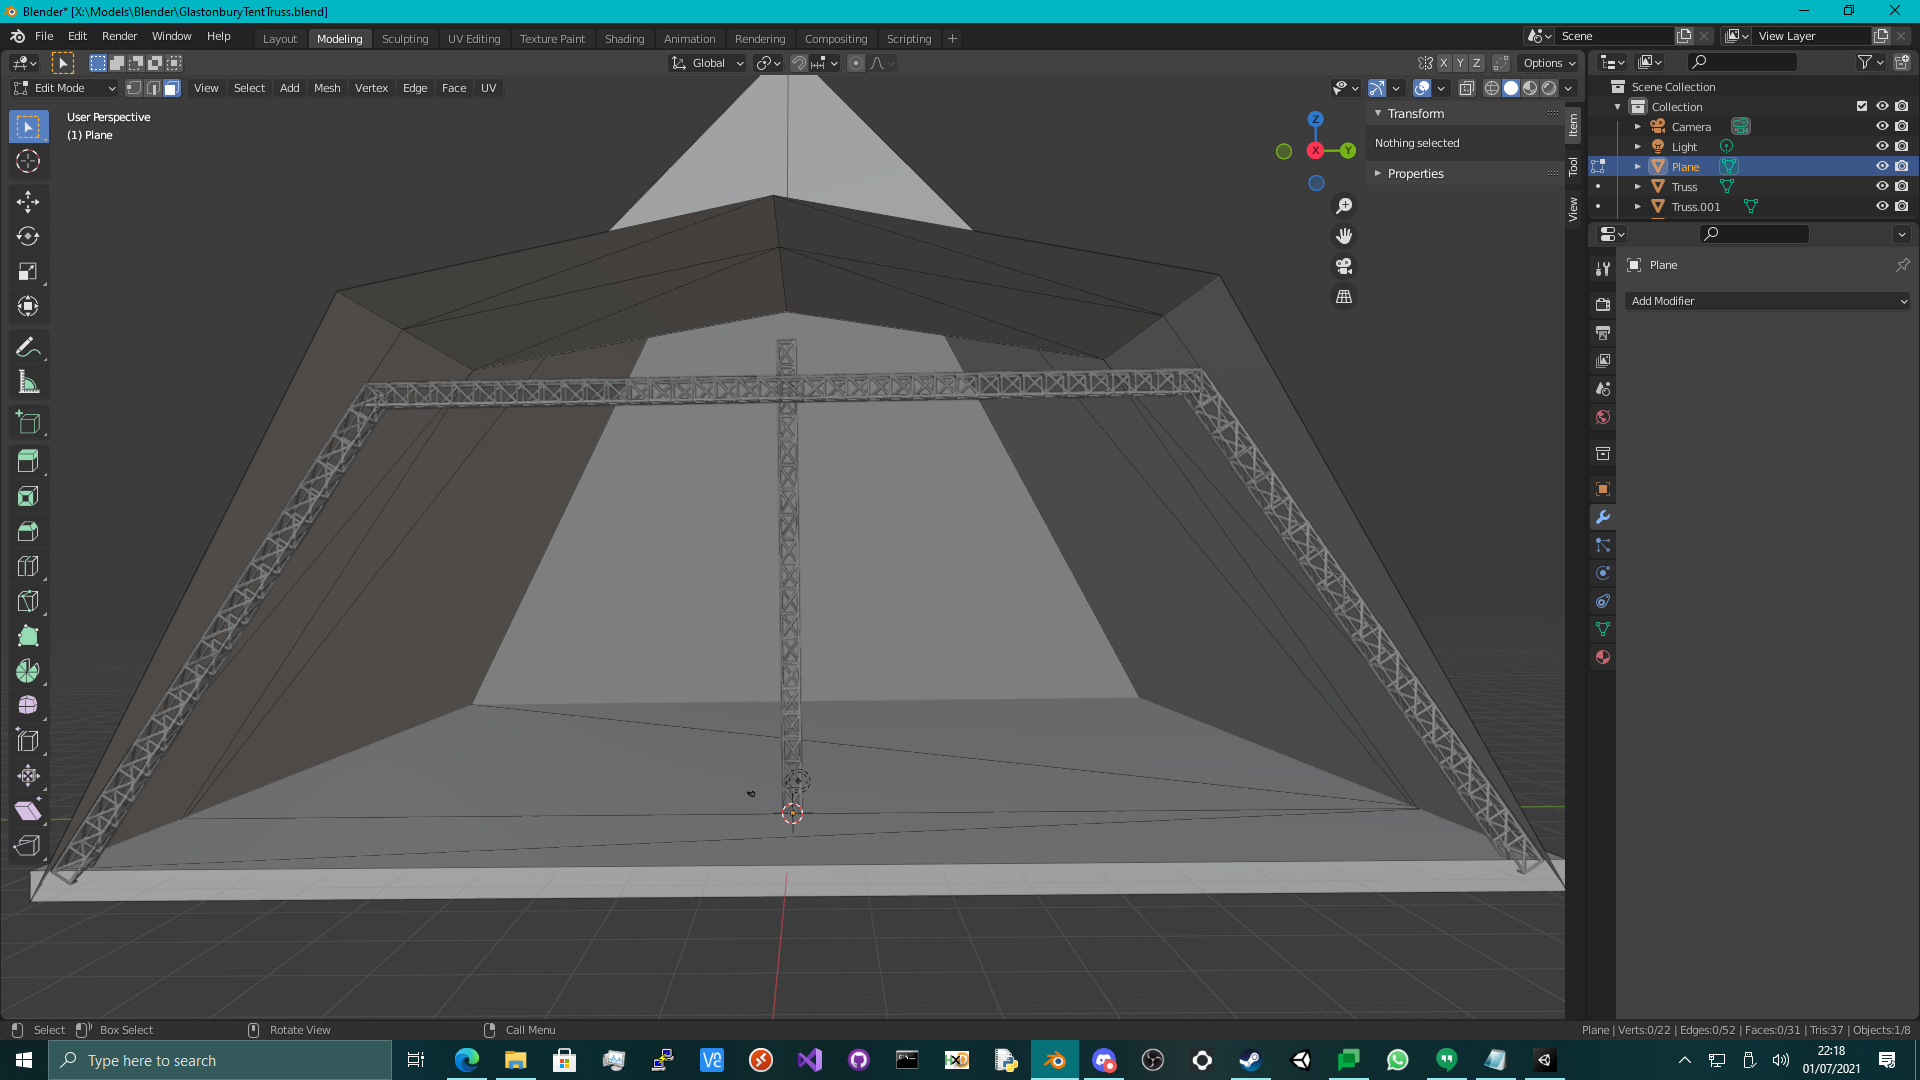 Blender* [X:\Models\Blender\GlastonburyTentTruss.blend]
File Edit Render Window Help
Layout Modeling Sculpting UV Editing Texture Paint Shading Animation Rendering Compositing Scripting +
Scene
View Layer
Global
X Y Z
Options
Edit Mode
View Select Add Mesh Vertex Edge Face UV
User Perspective
(1) Plane
Z
X
Y
Transform
Nothing selected
Properties
Item
Tool
View
Scene Collection
Collection
Camera
Light
Plane
Truss
Truss.001
Plane
Add Modifier
Select
Box Select
Rotate View
Call Menu
Plane | Verts:0/22 | Edges:0/52 | Faces:0/31 | Tris:37 | Objects:1/8
Type here to search
22:18
01/07/2021